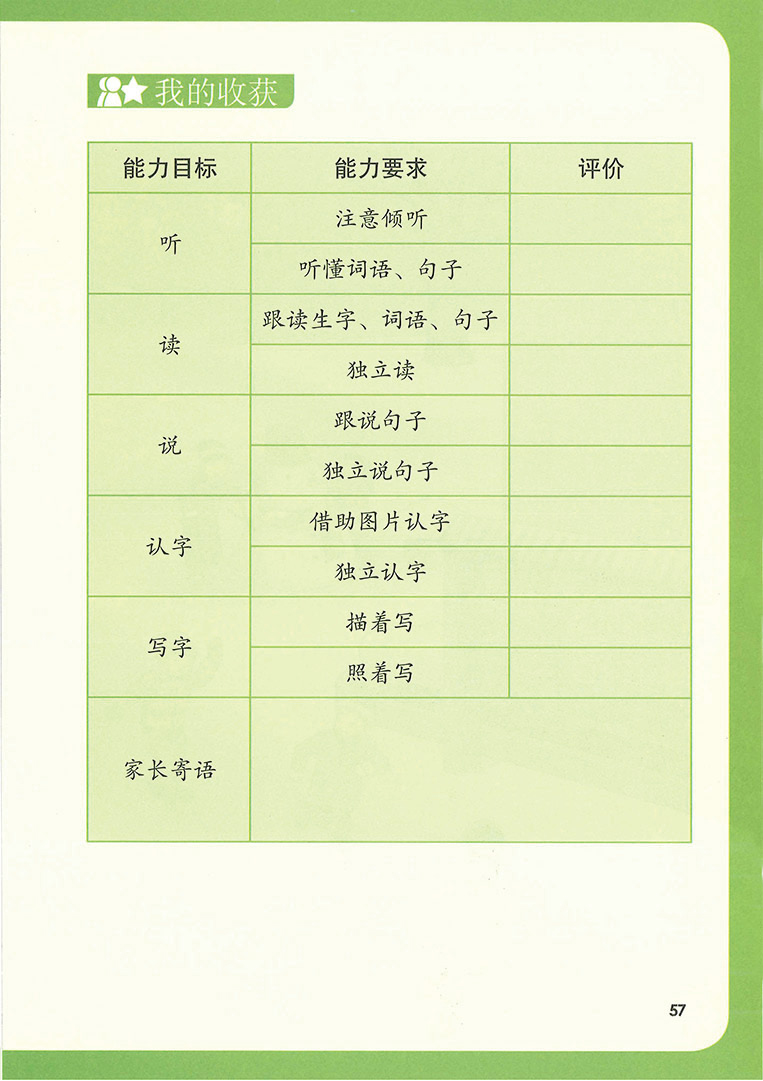 我的收获
能力目标 能力要求 评价
听 注意倾听
听懂词语、句子
读 跟读生字、词语、句子
独立读
说 跟说句子
独立说句子
认字 借助图片认字
独立认字
写字 描着写
照着写
家长寄语
57